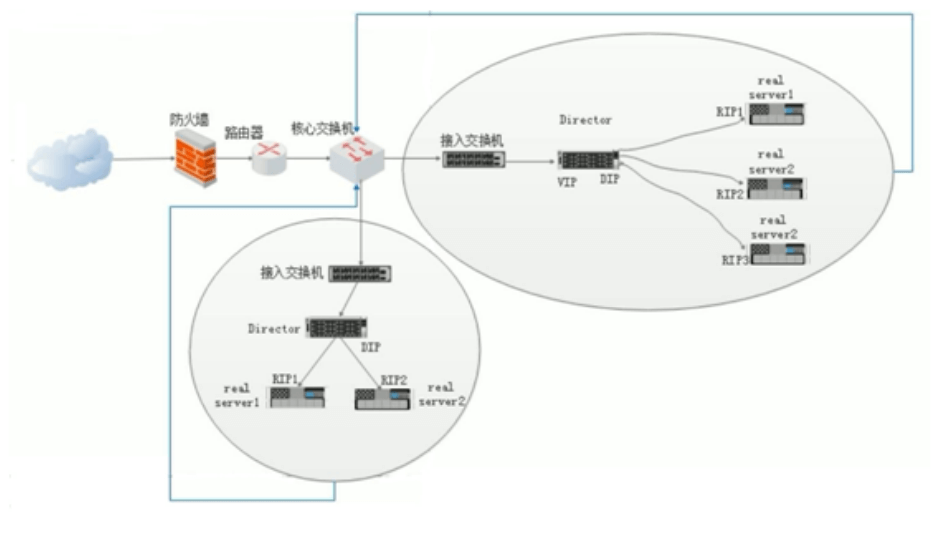 防火墙
路由器
核心交换机
接入交换机
Director
VIP
DIP
real
server1
RIP1
real
server2
RIP2
real
server2
RIP3
接入交换机
Director
DIP
RIP1
real
server1
RIP2
real
server2